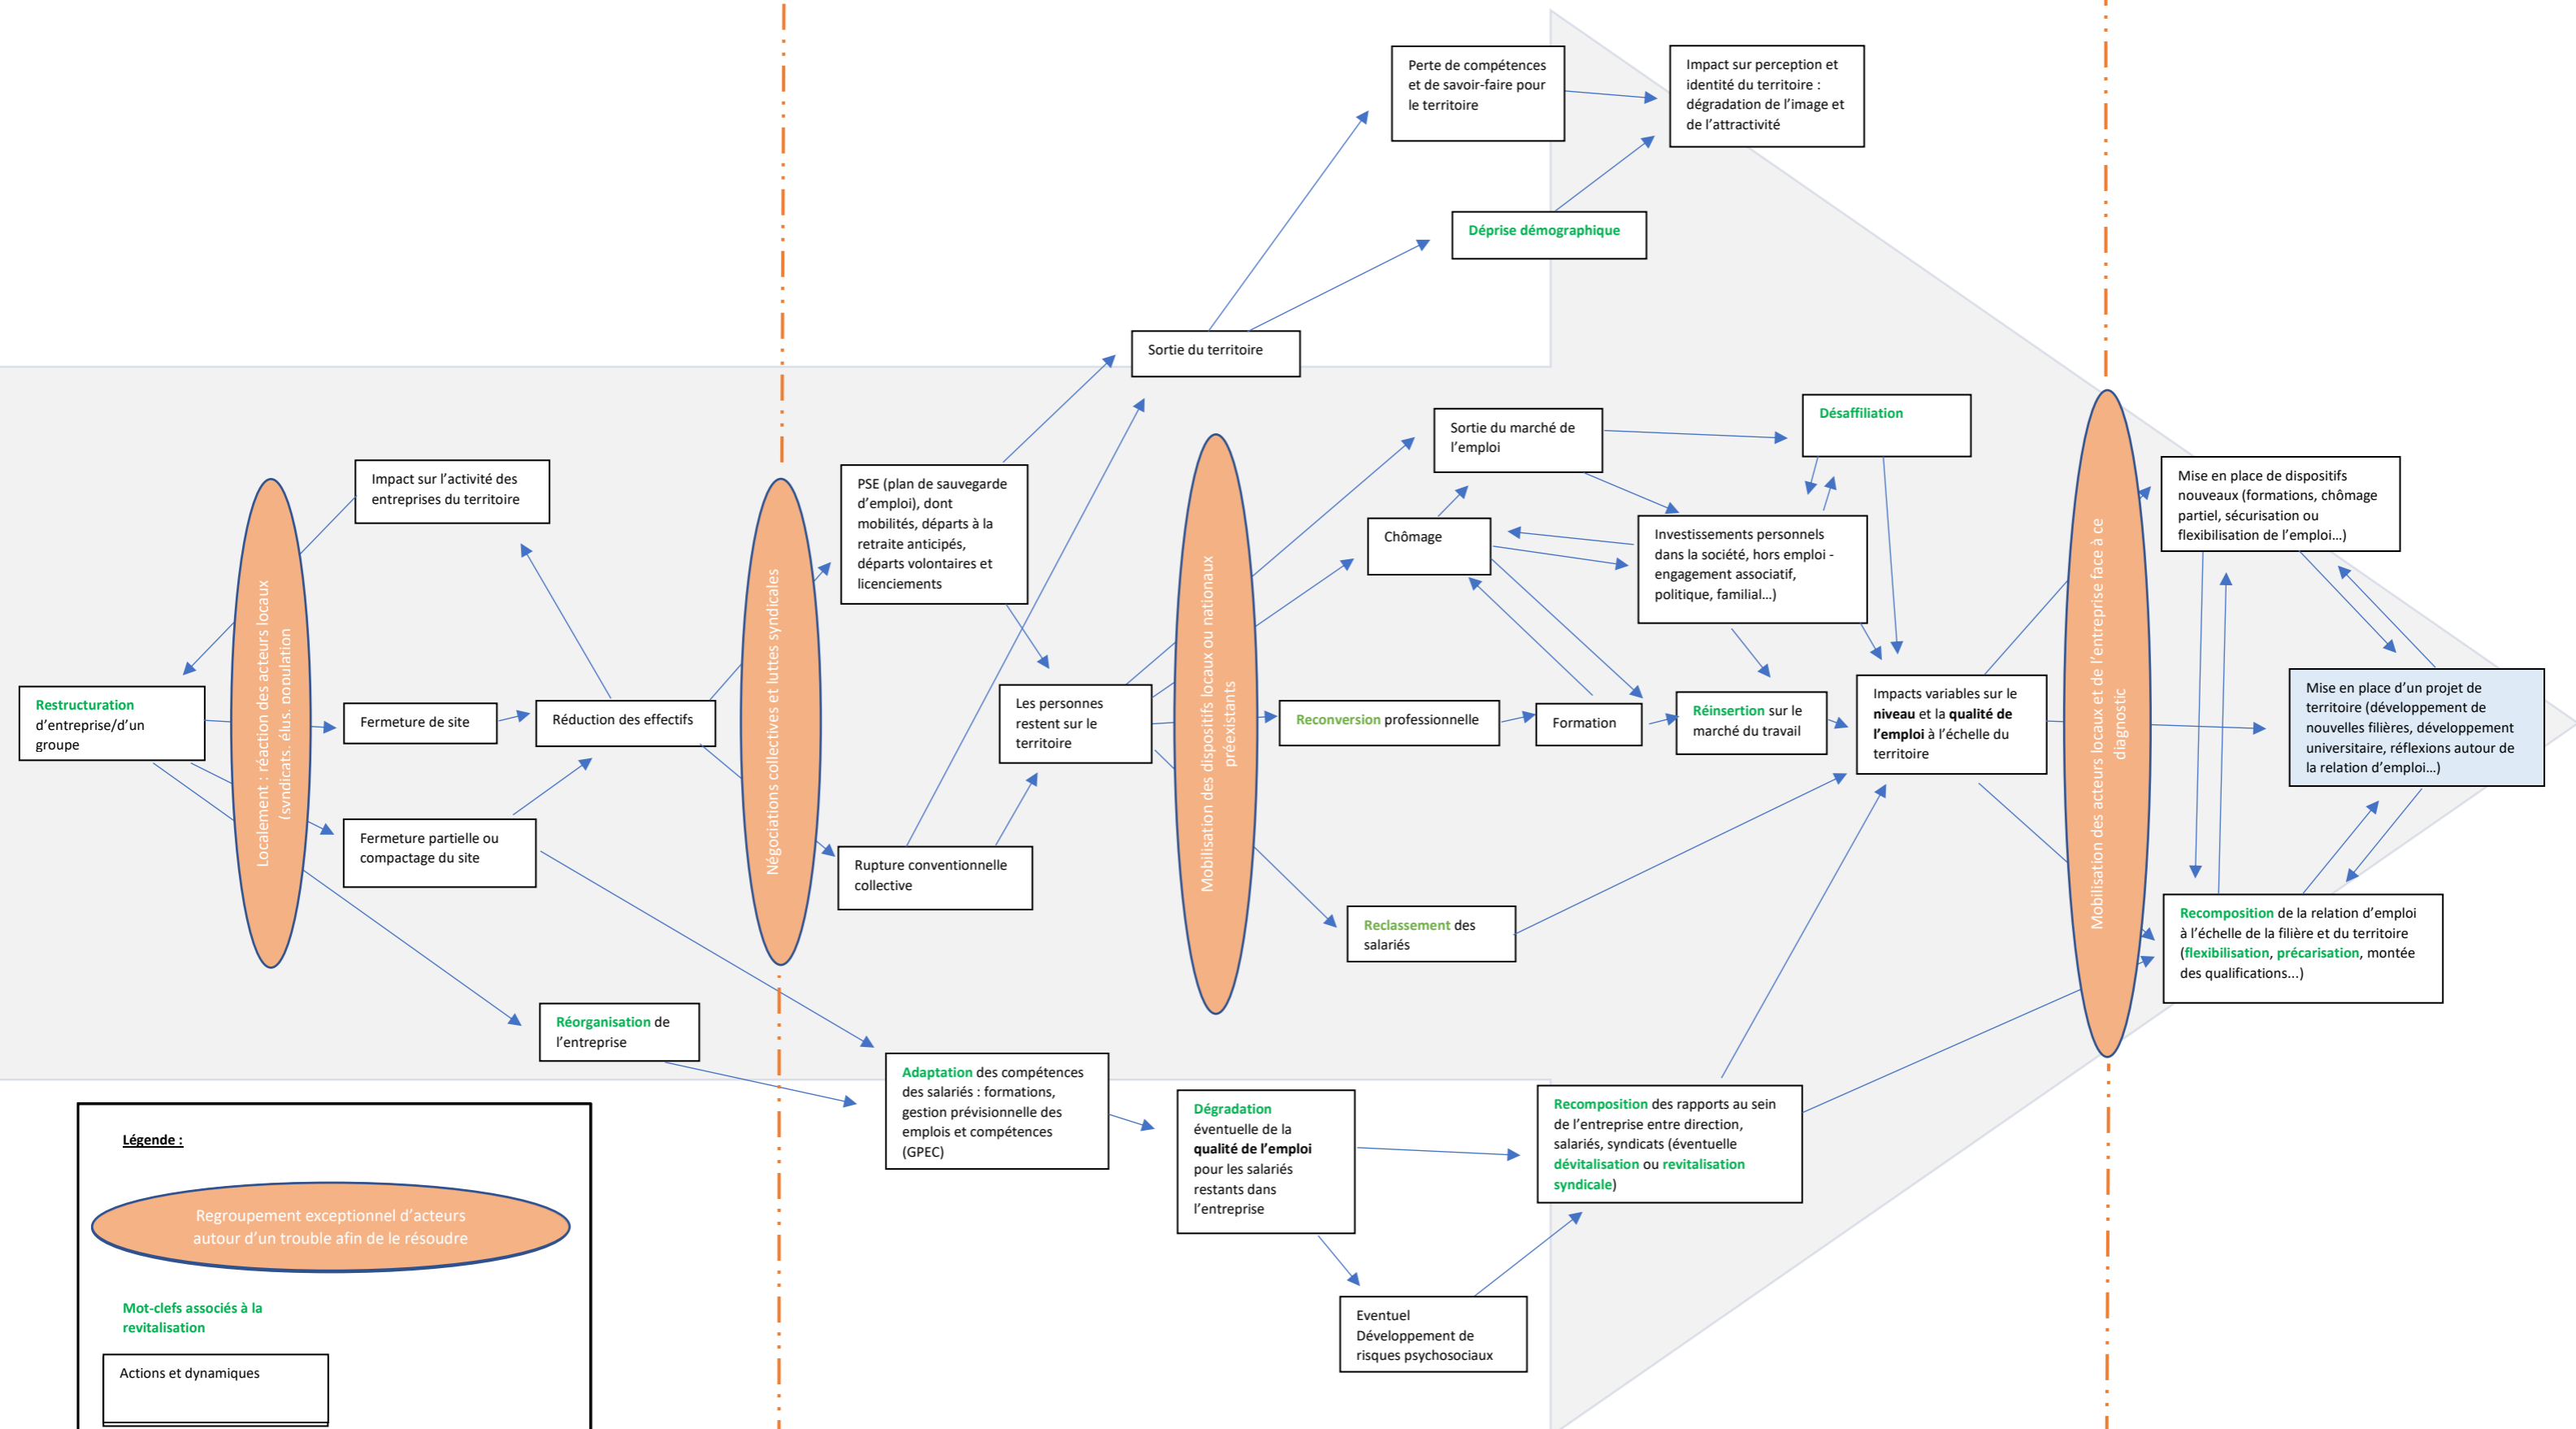 Perte de compétences
et de savoir-faire pour
le territoire
Impact sur perception et
identité du territoire :
dégradation de l'image et
de l'attractivité
Déprise démographique
Sortie du territoire
Impact sur l'activité des
entreprises du territoire
Restructuration
d'entreprise/d'un
groupe
Localement : réaction des acteurs locaux
(syndicats, élus, population
Fermeture de site
Réduction des effectifs
Fermeture partielle ou
compactage du site
Réorganisation de
l'entreprise
Négociations collectives et luttes syndicales
PSE (plan de sauvegarde
d'emploi), dont
mobilités, départs à la
retraite anticipés,
départs volontaires et
licenciements
Rupture conventionnelle
collective
Les personnes
restent sur le
territoire
Mobilisation des dispositifs locaux ou nationaux
préexistants
Sortie du marché de
l'emploi
Désaffiliation
Chômage
Investissements personnels
dans la société, hors emploi -
engagement associatif,
politique, familial…)
Reconversion professionnelle
Formation
Réinsertion sur le
marché du travail
Impacts variables sur le
niveau et la qualité de
l'emploi à l'échelle du
territoire
Reclassement des
salariés
Adaptation des compétences
des salariés : formations,
gestion prévisionnelle des
emplois et compétences
(GPEC)
Dégradation
éventuelle de la
qualité de l'emploi
pour les salariés
restants dans
l'entreprise
Recomposition des rapports au sein
de l'entreprise entre direction,
salariés, syndicats (éventuelle
dévitalisation ou revitalisation
syndicale)
Eventuel
Développement de
risques psychosociaux
Mobilisation des acteurs locaux et de l'entreprise face à ce
diagnostic
Mise en place de dispositifs
nouveaux (formations, chômage
partiel, sécurisation ou
flexibilisation de l'emploi…)
Mise en place d'un projet de
territoire (développement de
nouvelles filières, développement
universitaire, réflexions autour de
la relation d'emploi…)
Recomposition de la relation d'emploi
à l'échelle de la filière et du territoire
(flexibilisation, précarisation, montée
des qualifications...)
Légende :
Regroupement exceptionnel d'acteurs
autour d'un trouble afin de le résoudre
Mot-clefs associés à la
revitalisation
Actions et dynamiques